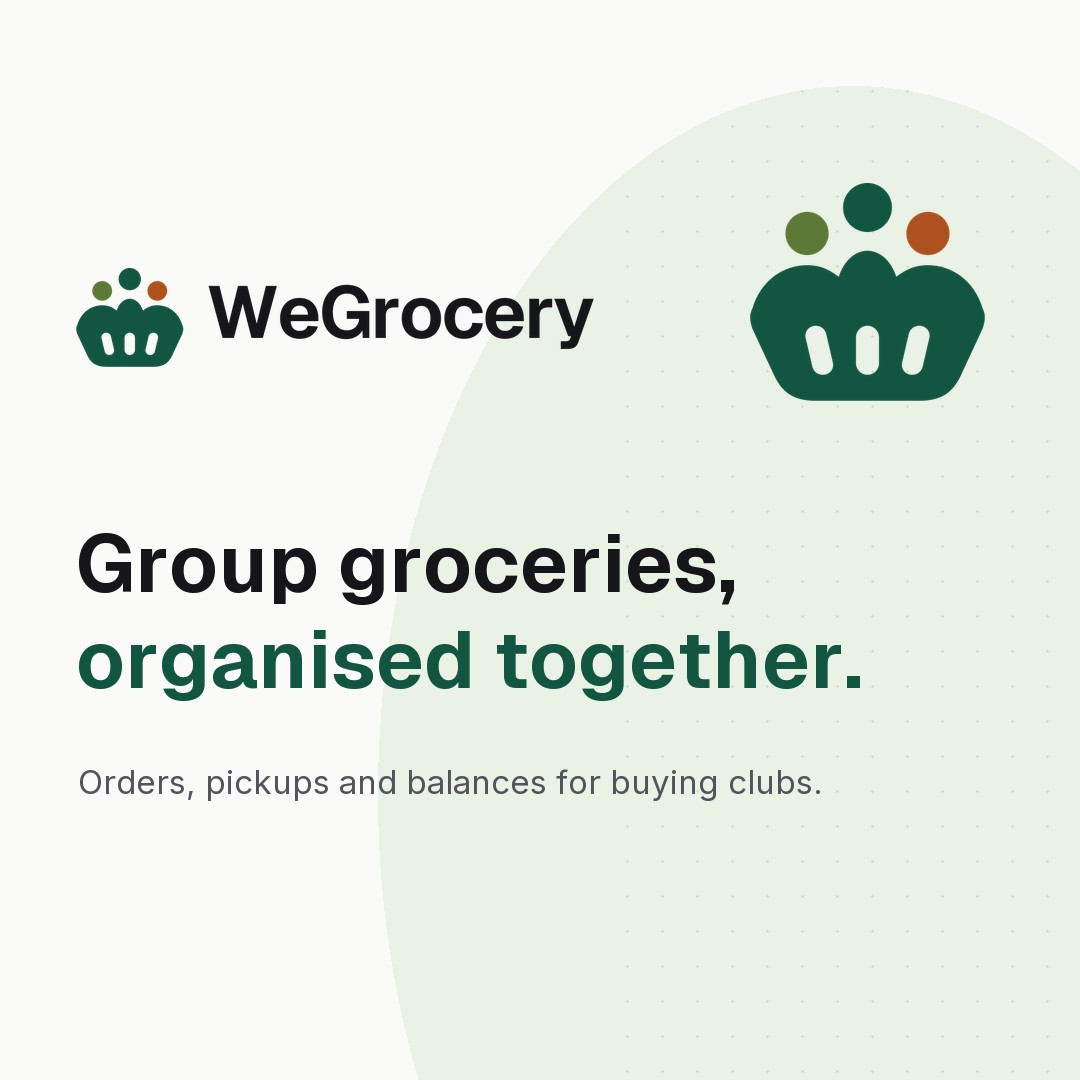 WeGrocery
Group groceries,
organised together.
Orders, pickups and balances for buying clubs.